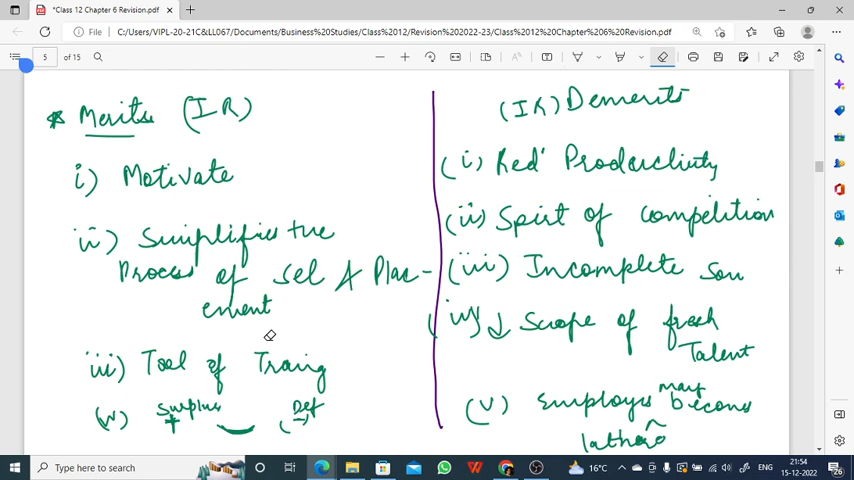 Class 12 Chapter 6 Revision.pdf
File
C:/Users/VIPL-20-21C&LL067/Documents/Business%20Studies/Class%2012/Revision%202022-23/Class%2012%20Chapter%206%20Revision.pdf
5 of 15
* Merits (IR)
i) Motivate
ii) Simplifies the
Process of sel & Plac-
ement
iii) Tool of Traing
(iv) Surplus Def
+ (-)
(IR) Demerits
(i) Red' Productivity
(ii) Spirit of competition
(iii) Incomplete sou
(iv) ↓ Scope of fresh
Talent
(v) Employees may
become
Type here to search
16°C
ENG
21:54
15-12-2022
26